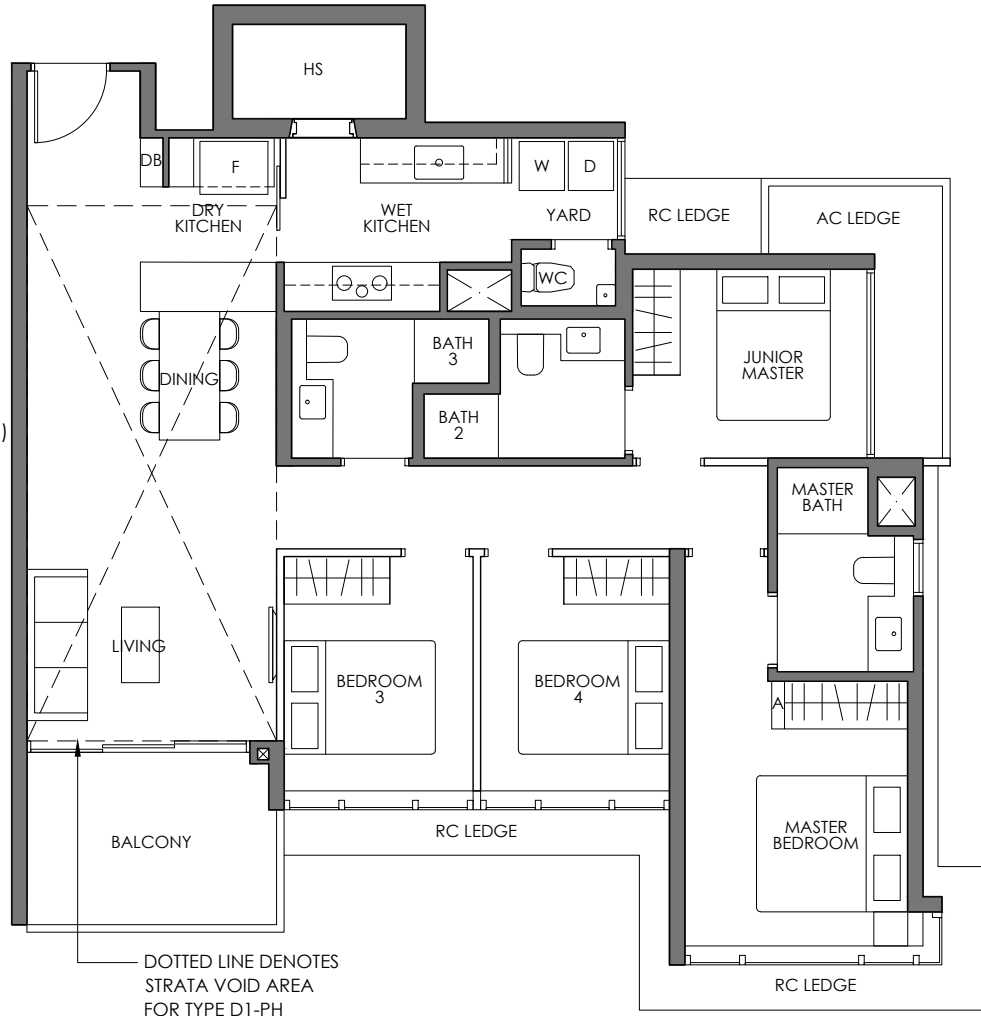 HS
DB
F
W
D
DRY
KITCHEN
WET
KITCHEN
YARD
RC LEDGE
AC LEDGE
WC
BATH
3
JUNIOR
MASTER
DINING
BATH
2
)
MASTER
BATH
LIVING
BEDROOM
3
BEDROOM
4
A
BALCONY
RC LEDGE
MASTER
BEDROOM
DOTTED LINE DENOTES
STRATA VOID AREA
FOR TYPE D1-PH
RC LEDGE